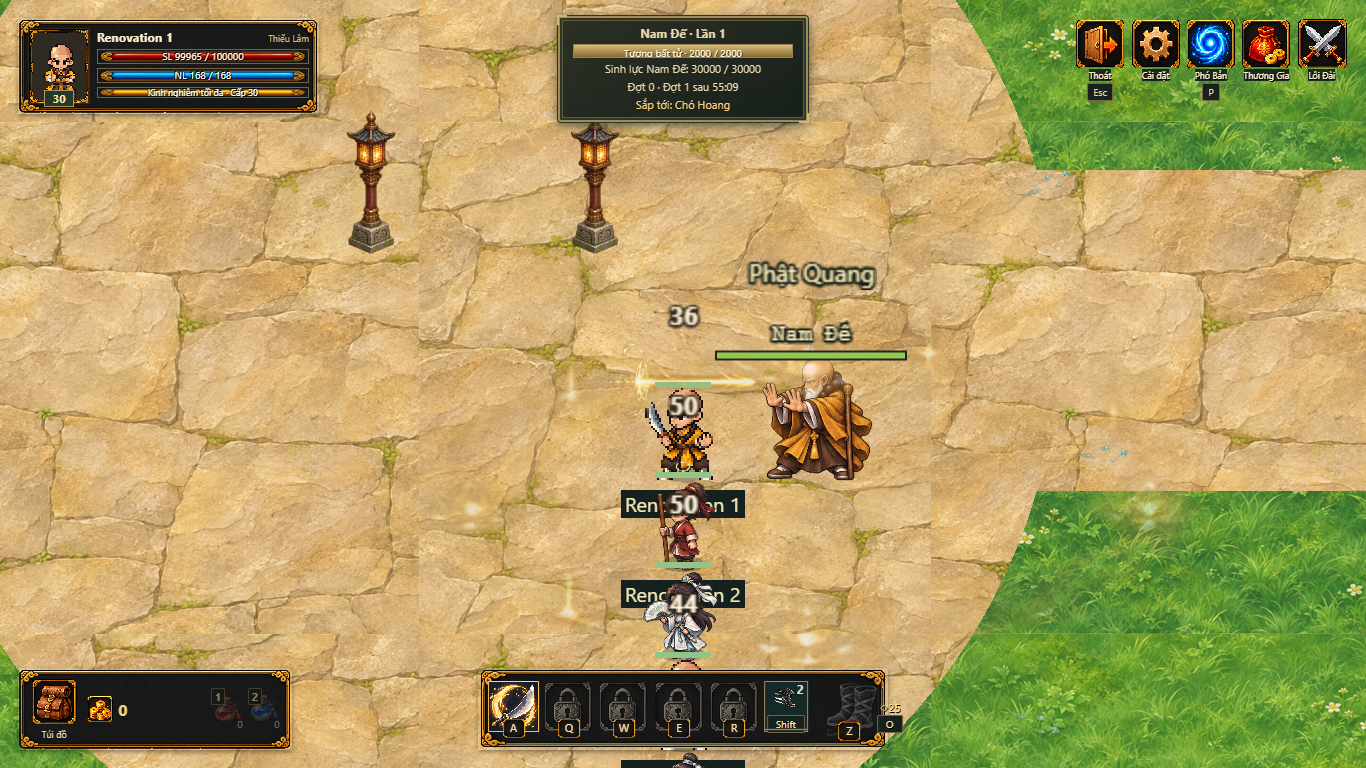 Renovation 1
Thiếu Lâm
SL 99965 / 100000
NL 168 / 168
Kinh nghiệm tối đa - Cấp 30
30
Nam Đế - Lần 1
Tượng bất tử - 2000 / 2000
Sinh lực Nam Đế: 30000 / 30000
Đợt 0 - Đợt 1 sau 55:09
Sắp tới: Chó Hoang
Thoát
Cài đặt
Phó Bản
Thương Gia
Lôi Đài
Esc
P
Phật Quang
36
Nam Đế
50
50
44
0
1
2
0
0
Túi đồ
A
Q
W
E
R
2
Shift
Z
25
O